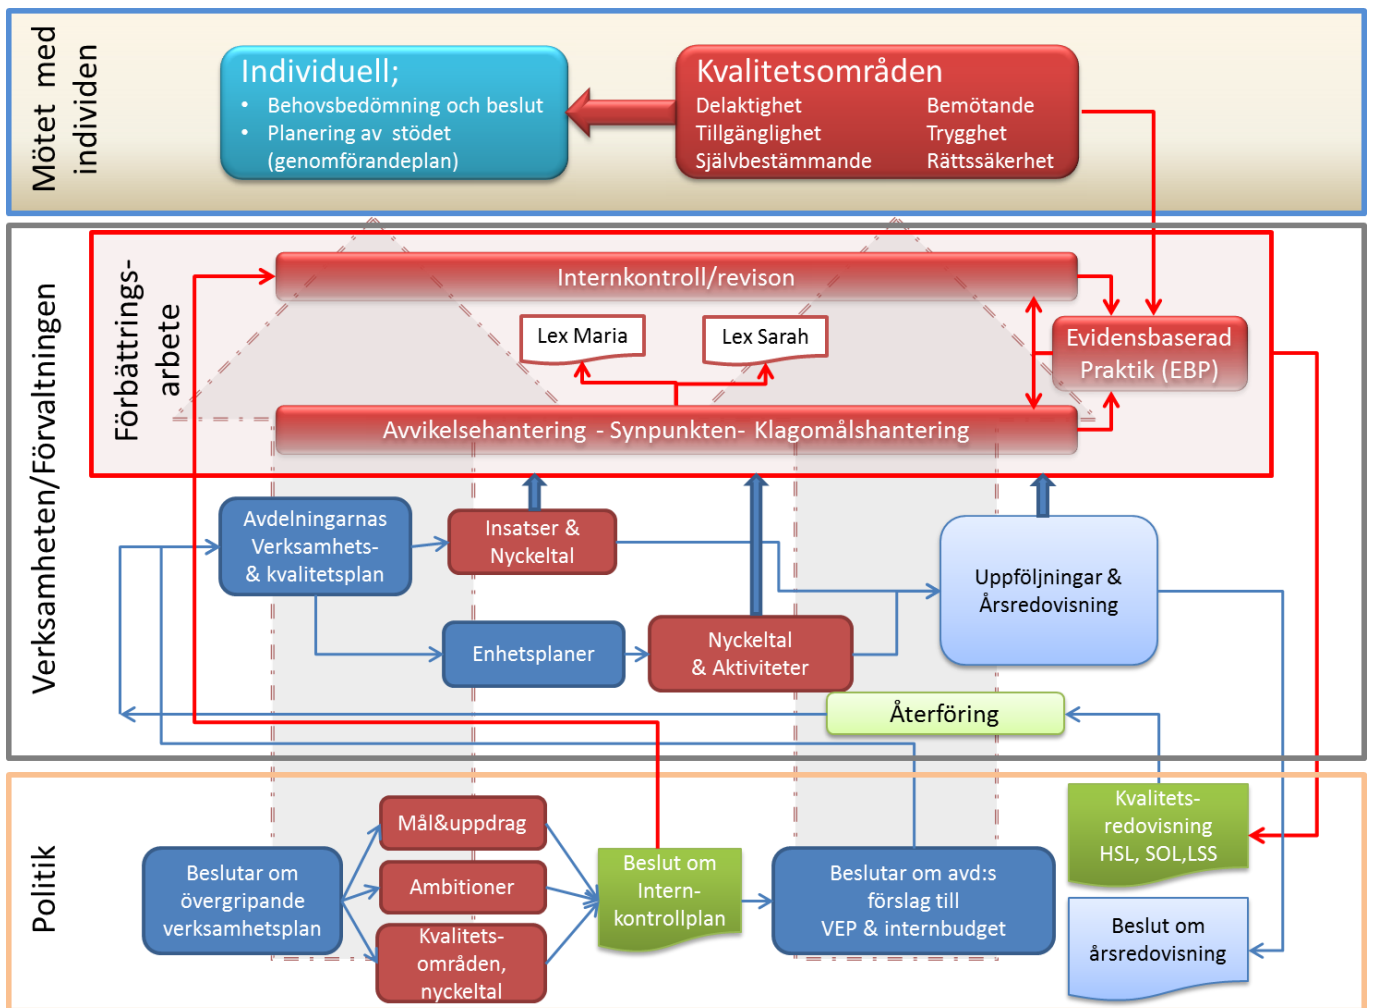 Mötet med
individen
Individuell;
• Behovsbedömning och beslut
• Planering av stödet
(genomförandeplan)
Kvalitetsområden
Delaktighet
Bemötande
Tillgänglighet
Trygghet
Självbestämmande
Rättssäkerhet
Verksamheten/Förvaltningen
Förbättrings-
arbete
Internkontroll/revison
Lex Maria
Lex Sarah
Evidensbaserad
Praktik (EBP)
Avvikelsehantering - Synpunkten- Klagomålshantering
Avdelningarnas
Verksamhets-
& kvalitetsplan
Insatser &
Nyckeltal
Uppföljningar &
Årsredovisning
Enhetsplaner
Nyckeltal
& Aktiviteter
Återföring
Politik
Beslutar om
övergripande
verksamhetsplan
Mål&uppdrag
Ambitioner
Kvalitets-
områden,
nyckeltal
Beslut om
Intern-
kontrollplan
Beslutar om avd:s
förslag till
VEP & internbudget
Kvalitets-
redovisning
HSL, SOL,LSS
Beslut om
årsredovisning